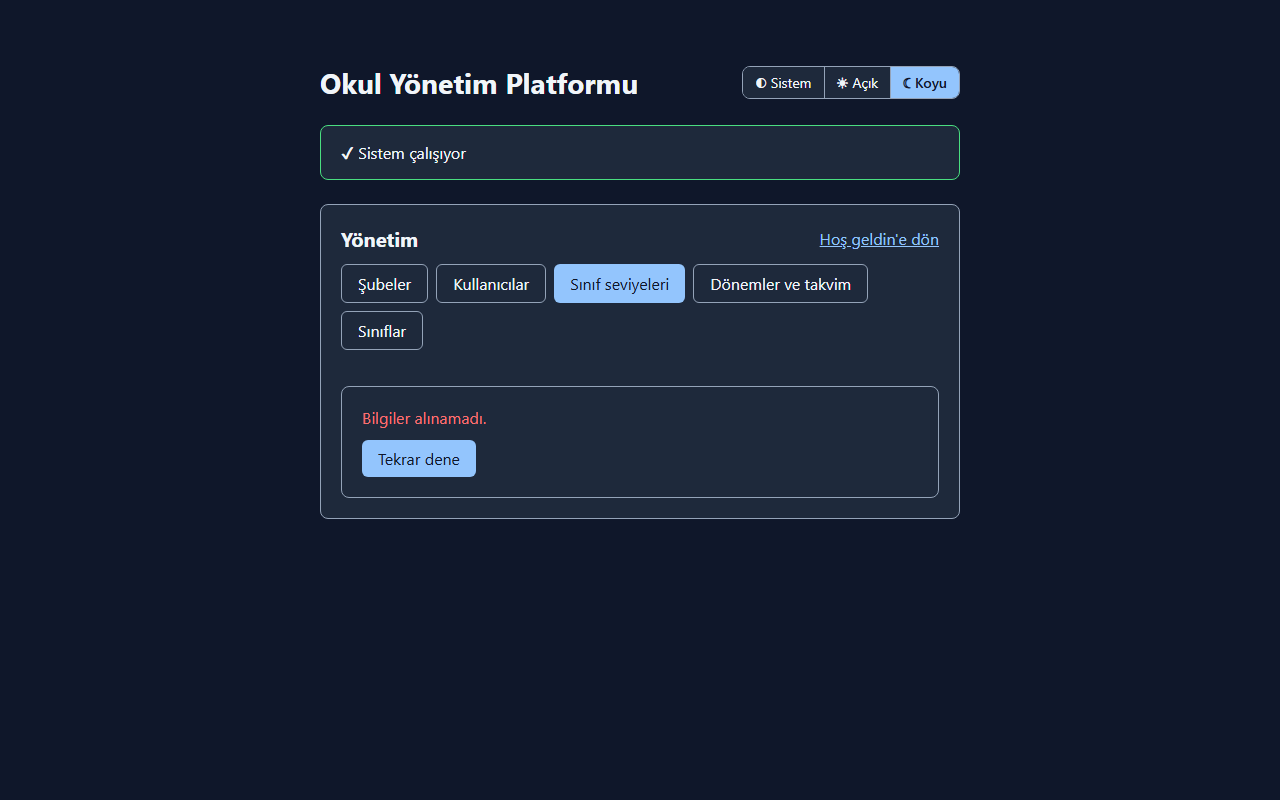 Okul Yönetim Platformu
◐ Sistem ☀ Açık ☾ Koyu
✓ Sistem çalışıyor
Yönetim Hoş geldin'e dön
Şubeler Kullanıcılar Sınıf seviyeleri Dönemler ve takvim
Sınıflar
Bilgiler alınamadı.
Tekrar dene